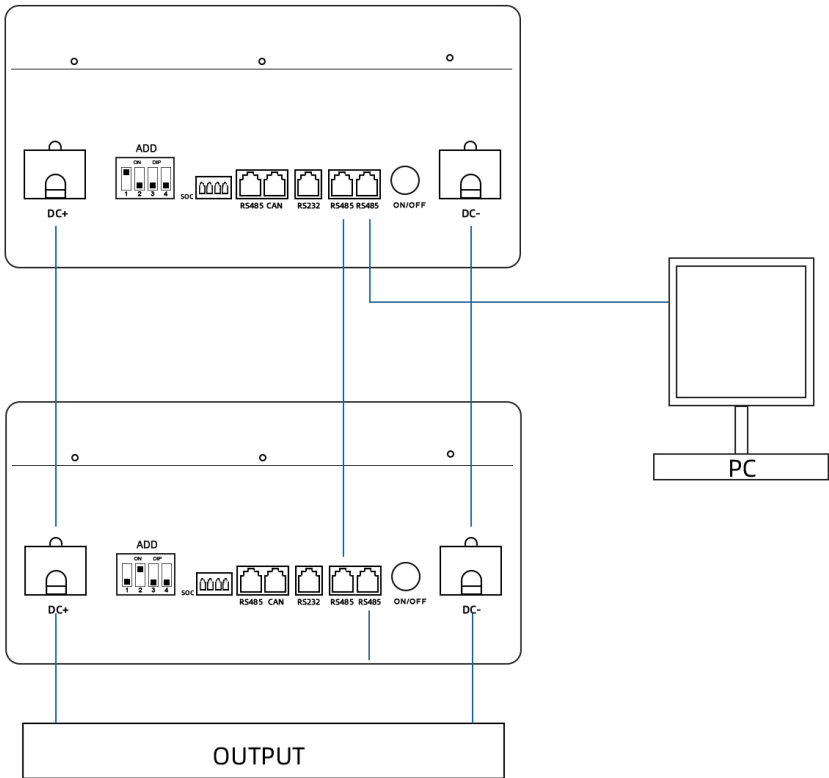 ADD
ON DIP
1 2 3 4
SOC
RS485 CAN RS232 RS485 RS485 ON/OFF
DC+
DC-
PC
ADD
ON DIP
1 2 3 4
SOC
RS485 CAN RS232 RS485 RS485 ON/OFF
DC+
DC-
OUTPUT